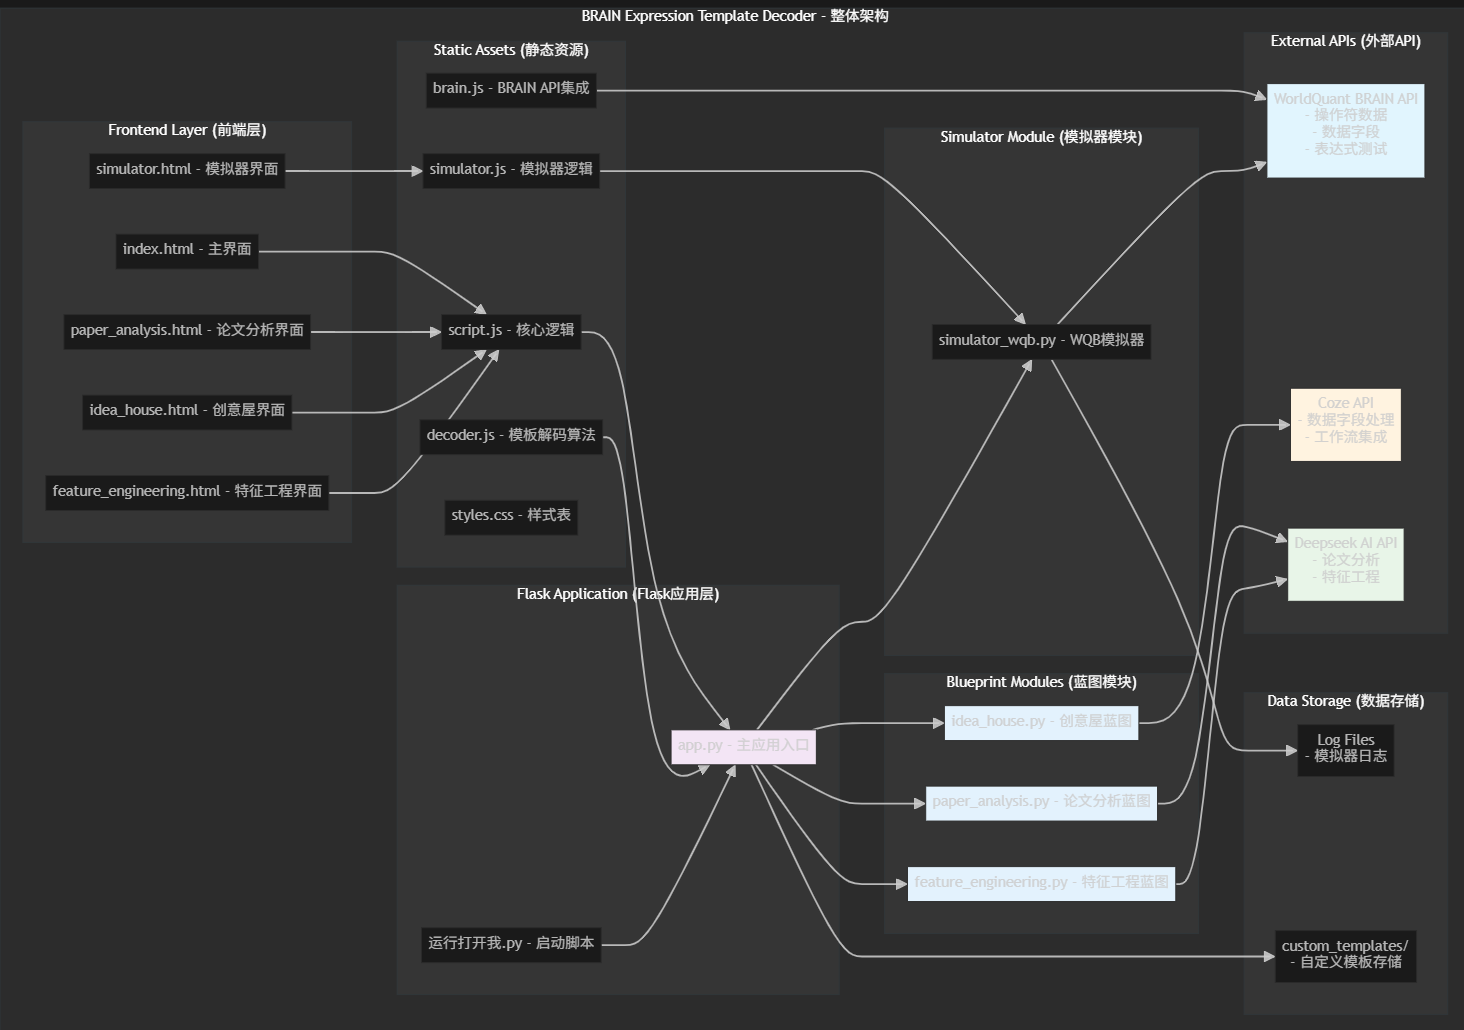 BRAIN Expression Template Decoder - 整体架构
Frontend Layer (前端层)
simulator.html - 模拟器界面
index.html - 主界面
paper_analysis.html - 论文分析界面
idea_house.html - 创意屋界面
feature_engineering.html - 特征工程界面
Static Assets (静态资源)
brain.js - BRAIN API集成
simulator.js - 模拟器逻辑
script.js - 核心逻辑
decoder.js - 模板解码算法
styles.css - 样式表
Flask Application (Flask应用层)
app.py - 主应用入口
运行打开我.py - 启动脚本
Simulator Module (模拟器模块)
simulator_wqb.py - WQB模拟器
Blueprint Modules (蓝图模块)
idea_house.py - 创意屋蓝图
paper_analysis.py - 论文分析蓝图
feature_engineering.py - 特征工程蓝图
External APIs (外部API)
WorldQuant BRAIN API
- 操作符数据
- 数据字段
- 表达式测试
Coze API
- 数据字段处理
- 工作流集成
Deepseek AI API
- 论文分析
- 特征工程
Data Storage (数据存储)
Log Files
- 模拟器日志
custom_templates/
- 自定义模板存储